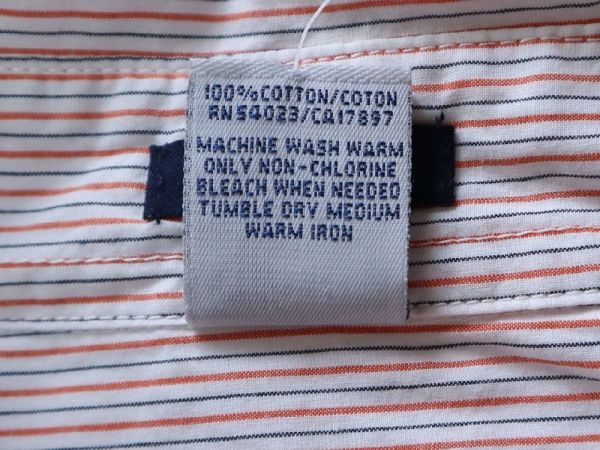 100% COTTON/COTON
RN 54023/CA17897
MACHINE WASH WARM
ONLY NON-CHLORINE
BLEACH WHEN NEEDED
TUMBLE DRY MEDIUM
WARM IRON